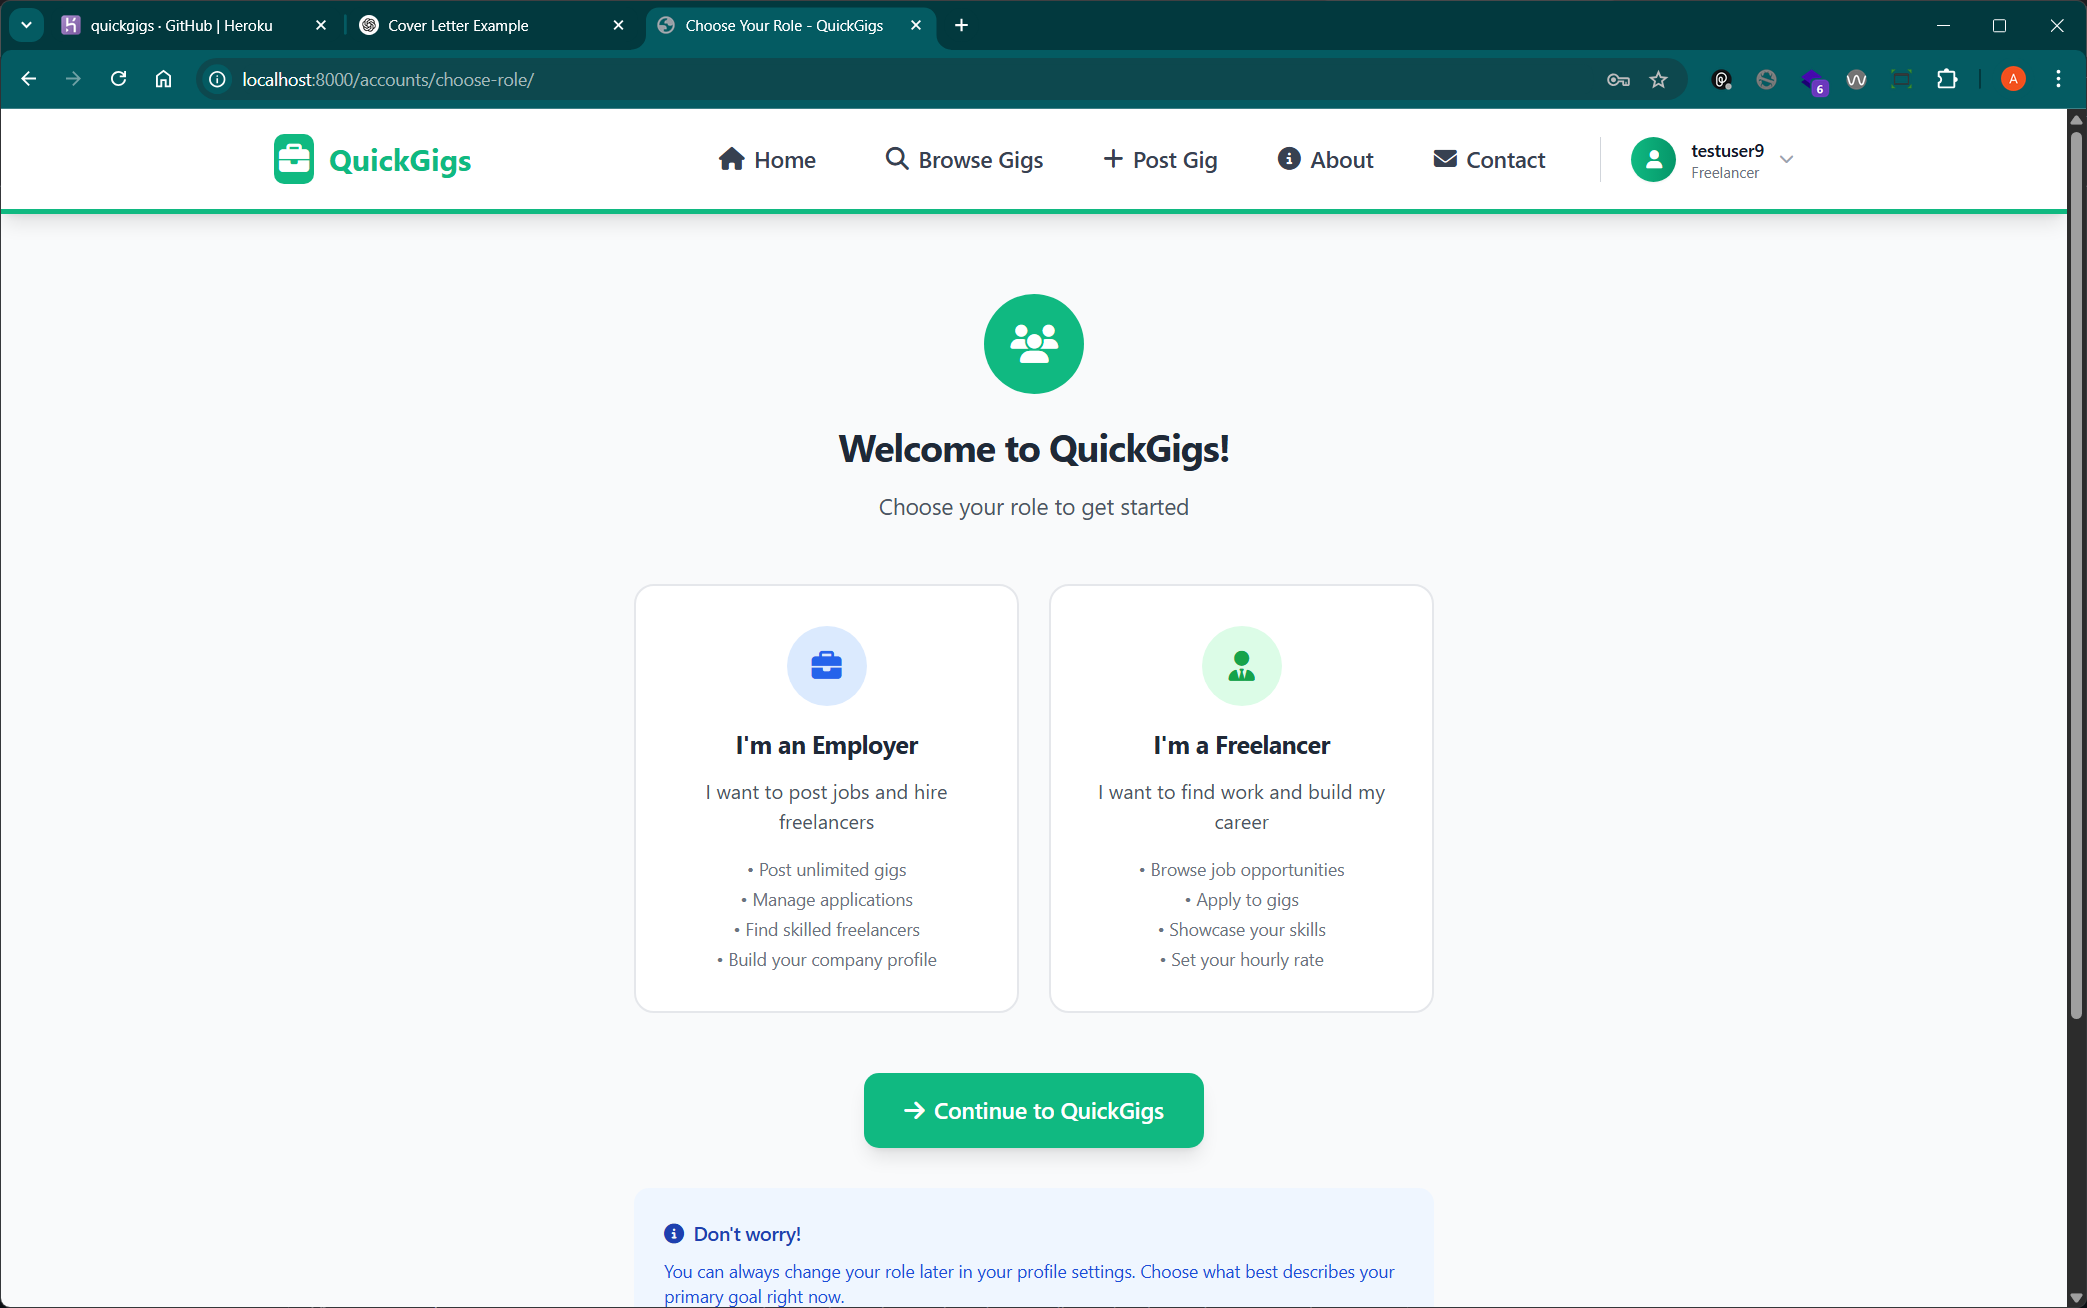 quickgigs · GitHub | Heroku
Cover Letter Example
Choose Your Role - QuickGigs
localhost:8000/accounts/choose-role/
6
A
QuickGigs
Home
Browse Gigs
Post Gig
About
Contact
testuser9
Freelancer
Welcome to QuickGigs!
Choose your role to get started
I'm an Employer
I want to post jobs and hire
freelancers
• Post unlimited gigs
• Manage applications
• Find skilled freelancers
• Build your company profile
I'm a Freelancer
I want to find work and build my
career
• Browse job opportunities
• Apply to gigs
• Showcase your skills
• Set your hourly rate
Continue to QuickGigs
Don't worry!
You can always change your role later in your profile settings. Choose what best describes your
primary goal right now.